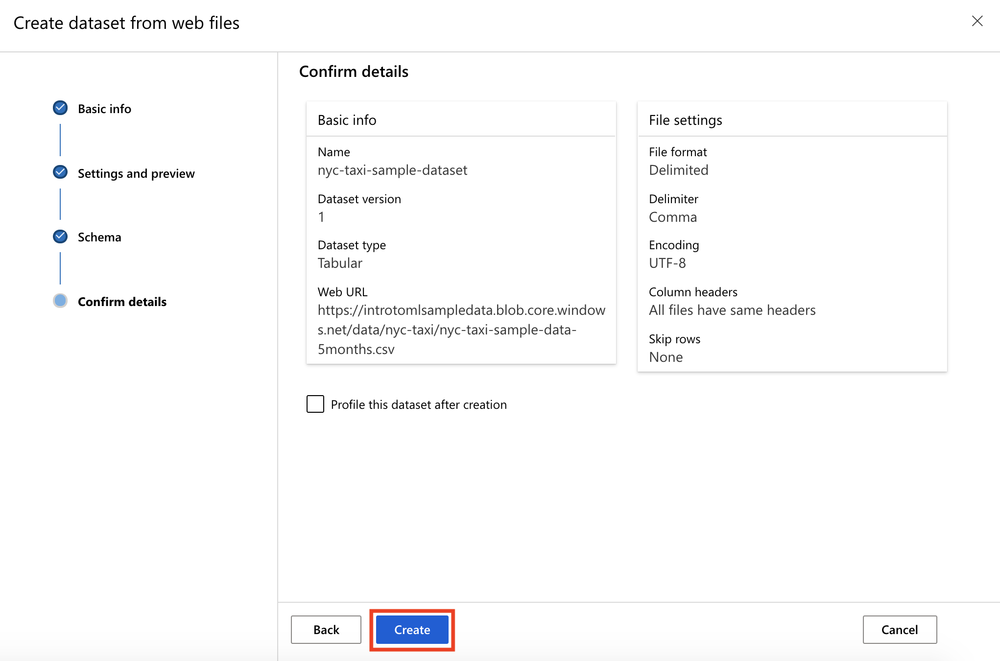 Create dataset from web files
Basic info
Settings and preview
Schema
Confirm details
Confirm details
Basic info
Name
nyc-taxi-sample-dataset
Dataset version
1
Dataset type
Tabular
Web URL
https://introtomlsampledata.blob.core.window
s.net/data/nyc-taxi/nyc-taxi-sample-data-
5months.csv
File settings
File format
Delimited
Delimiter
Comma
Encoding
UTF-8
Column headers
All files have same headers
Skip rows
None
Profile this dataset after creation
Back
Create
Cancel